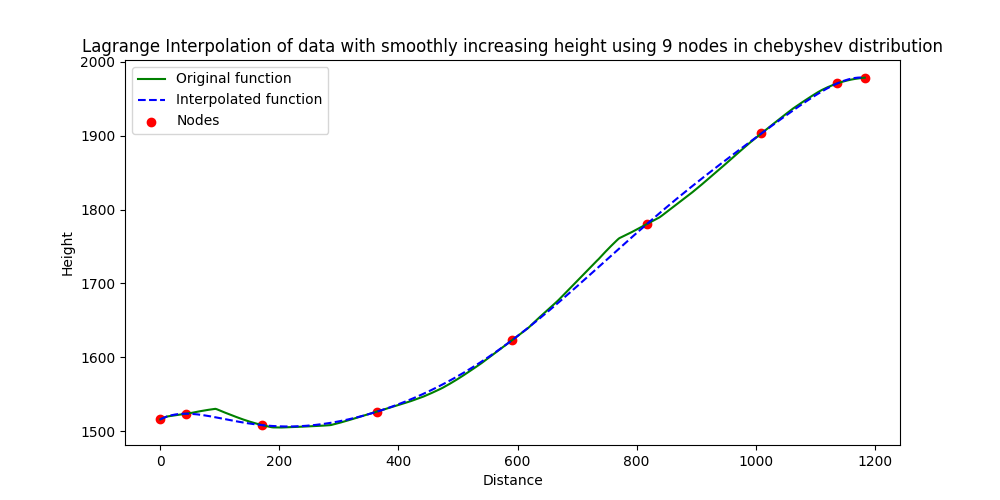 Lagrange Interpolation of data with smoothly increasing height using 9 nodes in chebyshev distribution
Original function
Interpolated function
Nodes
2000
1900
1800
1700
1600
1500
Height
0
200
400
600
800
1000
1200
Distance